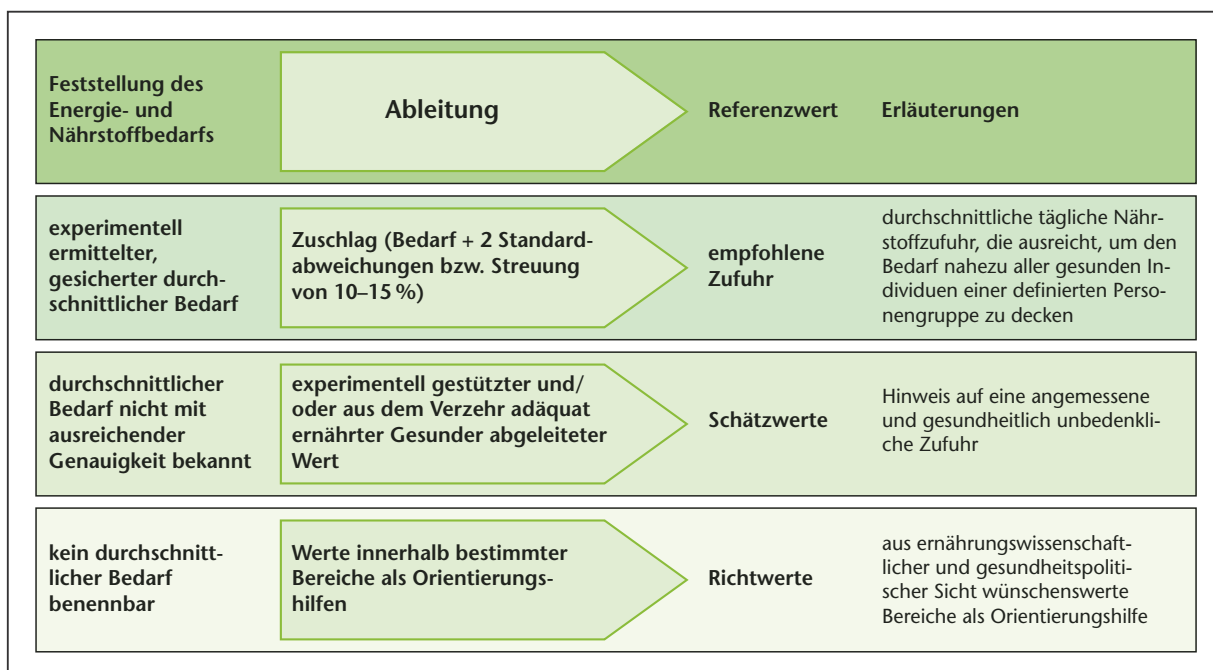 Feststellung des
Energie- und
Nährstoffbedarfs
Ableitung
Referenzwert
Erläuterungen
experimentell
ermittelter,
gesicherter durch-
schnittlicher Bedarf
Zuschlag (Bedarf + 2 Standard-
abweichungen bzw. Streuung
von 10–15 %)
empfohlene
Zufuhr
durchschnittliche tägliche Nähr-
stoffzufuhr, die ausreicht, um den
Bedarf nahezu aller gesunden In-
dividuen einer definierten Perso-
nengruppe zu decken
durchschnittlicher
Bedarf nicht mit
ausreichender
Genauigkeit bekannt
experimentell gestützter und/
oder aus dem Verzehr adäquat
ernährter Gesunder abgeleiteter
Wert
Schätzwerte
Hinweis auf eine angemessene
und gesundheitlich unbedenkli-
che Zufuhr
kein durchschnitt-
licher Bedarf
benennbar
Werte innerhalb bestimmter
Bereiche als Orientierungs-
hilfen
Richtwerte
aus ernährungswissenschaft-
licher und gesundheitspoliti-
scher Sicht wünschenswerte
Bereiche als Orientierungshilfe